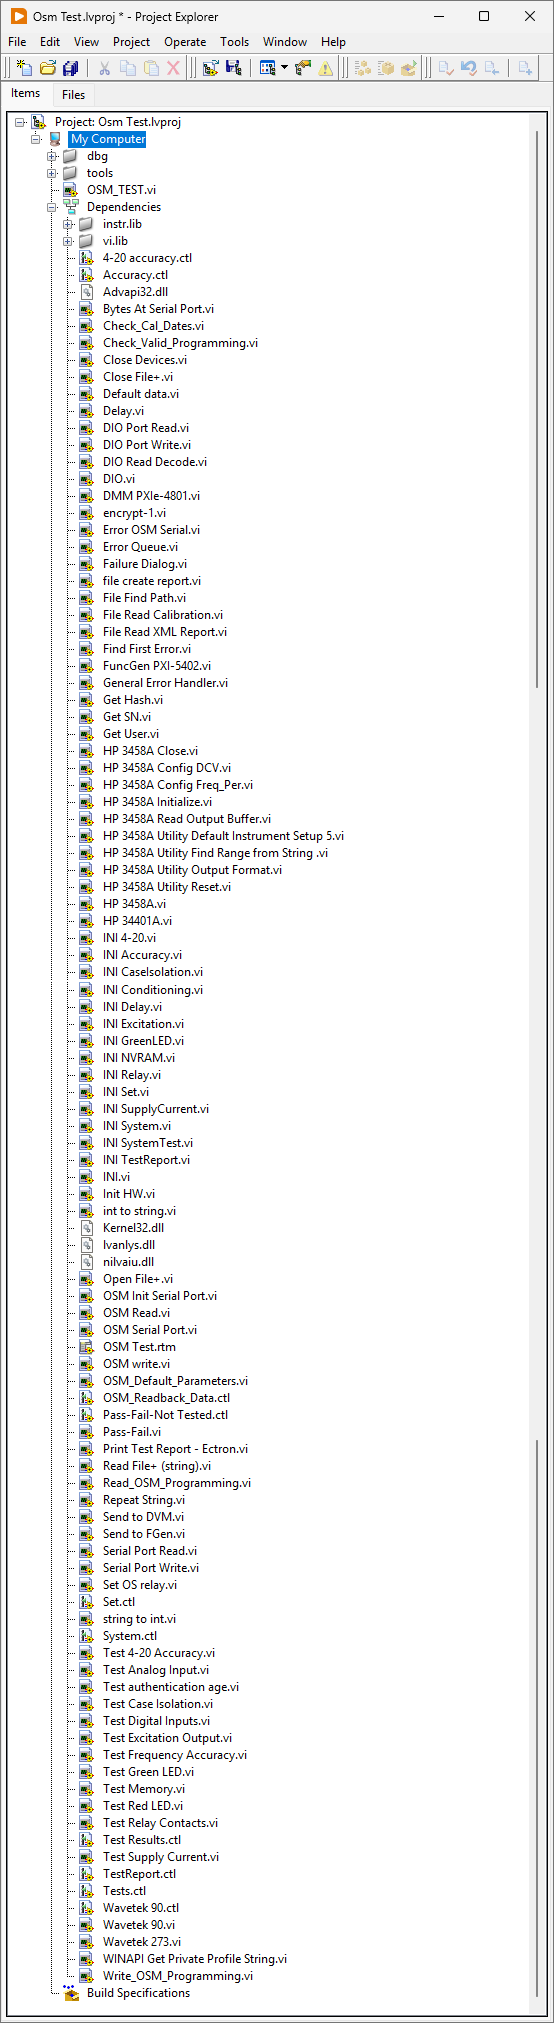 Osm Test.lvproj * - Project Explorer
File Edit View Project Operate Tools Window Help
Items Files
Project: Osm Test.lvproj
My Computer
dbg
tools
OSM_TEST.vi
Dependencies
instr.lib
vi.lib
4-20 accuracy.ctl
Accuracy.ctl
Advapi32.dll
Bytes At Serial Port.vi
Check_Cal_Dates.vi
Check_Valid_Programming.vi
Close Devices.vi
Close File+.vi
Default data.vi
Delay.vi
DIO Port Read.vi
DIO Port Write.vi
DIO Read Decode.vi
DIO.vi
DMM PXIe-4801.vi
encrypt-1.vi
Error OSM Serial.vi
Error Queue.vi
Failure Dialog.vi
file create report.vi
File Find Path.vi
File Read Calibration.vi
File Read XML Report.vi
Find First Error.vi
FuncGen PXI-5402.vi
General Error Handler.vi
Get Hash.vi
Get SN.vi
Get User.vi
HP 3458A Close.vi
HP 3458A Config DCV.vi
HP 3458A Config Freq_Per.vi
HP 3458A Initialize.vi
HP 3458A Read Output Buffer.vi
HP 3458A Utility Default Instrument Setup 5.vi
HP 3458A Utility Find Range from String .vi
HP 3458A Utility Output Format.vi
HP 3458A Utility Reset.vi
HP 3458A.vi
HP 34401A.vi
INI 4-20.vi
INI Accuracy.vi
INI CaseIsolation.vi
INI Conditioning.vi
INI Delay.vi
INI Excitation.vi
INI GreenLED.vi
INI NVRAM.vi
INI Relay.vi
INI Set.vi
INI SupplyCurrent.vi
INI System.vi
INI SystemTest.vi
INI TestReport.vi
INI.vi
Init HW.vi
int to string.vi
Kernel32.dll
lvanlys.dll
nilvaiu.dll
Open File+.vi
OSM Init Serial Port.vi
OSM Read.vi
OSM Serial Port.vi
OSM Test.rtm
OSM write.vi
OSM_Default_Parameters.vi
OSM_Readback_Data.ctl
Pass-Fail-Not Tested.ctl
Pass-Fail.vi
Print Test Report - Ectron.vi
Read File+ (string).vi
Read_OSM_Programming.vi
Repeat String.vi
Send to DVM.vi
Send to FGen.vi
Serial Port Read.vi
Serial Port Write.vi
Set OS relay.vi
Set.ctl
string to int.vi
System.ctl
Test 4-20 Accuracy.vi
Test Analog Input.vi
Test authentication age.vi
Test Case Isolation.vi
Test Digital Inputs.vi
Test Excitation Output.vi
Test Frequency Accuracy.vi
Test Green LED.vi
Test Memory.vi
Test Red LED.vi
Test Relay Contacts.vi
Test Results.ctl
Test Supply Current.vi
TestReport.ctl
Tests.ctl
Wavetek 90.ctl
Wavetek 90.vi
Wavetek 273.vi
WINAPI Get Private Profile String.vi
Write_OSM_Programming.vi
Build Specifications